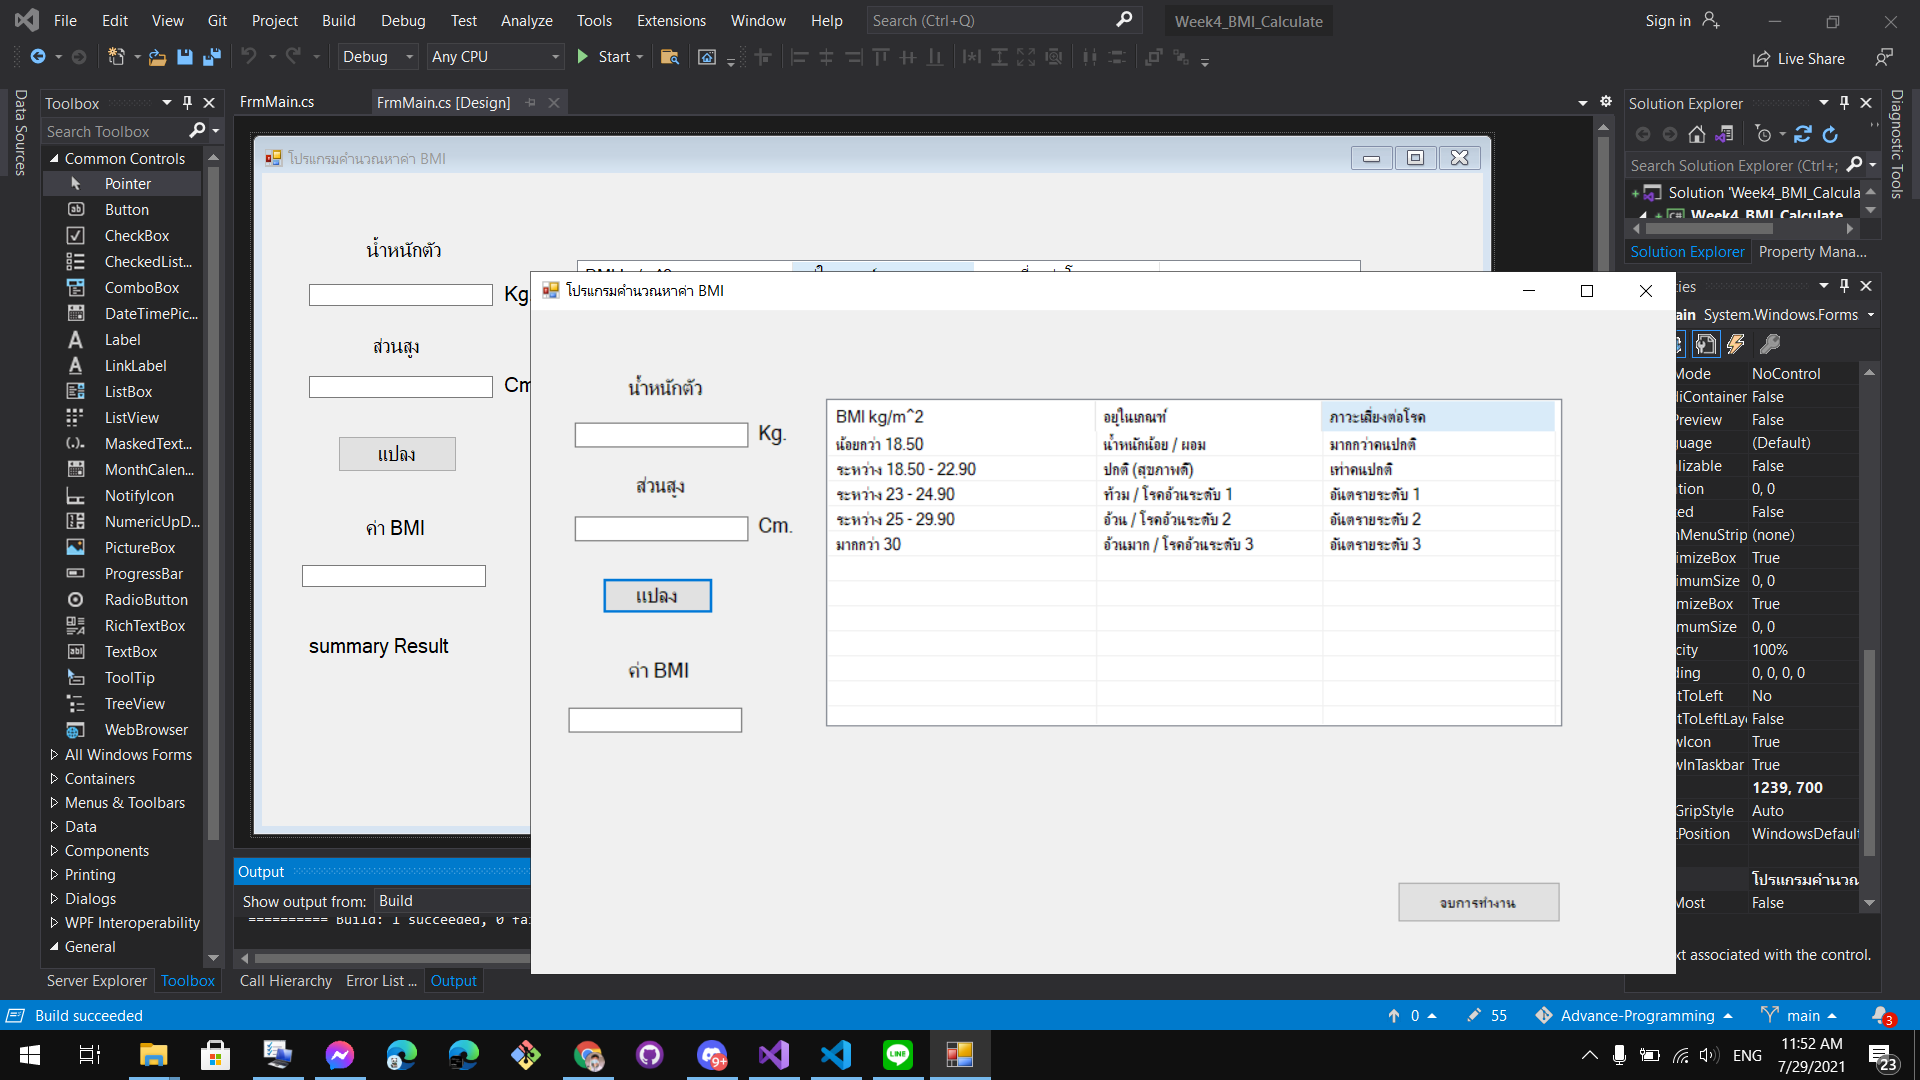 File Edit View Git Project Build Debug Test Analyze Tools Extensions Window Help Search (Ctrl+Q) Week4_BMI_Calculate Sign in
Debug Any CPU Start Live Share
Data Sources
Toolbox
Search Toolbox
Common Controls
Pointer
Button
CheckBox
CheckedList...
ComboBox
DateTimePic...
Label
LinkLabel
ListBox
ListView
MaskedText...
MonthCalen...
NotifyIcon
NumericUpD...
PictureBox
ProgressBar
RadioButton
RichTextBox
TextBox
ToolTip
TreeView
WebBrowser
All Windows Forms
Containers
Menus & Toolbars
Data
Components
Printing
Dialogs
WPF Interoperability
General
Server Explorer Toolbox
FrmMain.cs FrmMain.cs [Design]
โปรแกรมคำนวณหาค่า BMI
น้ำหนักตัว
Kg
ส่วนสูง
Cm
แปลง
ค่า BMI
summary Result
โปรแกรมคำนวณหาค่า BMI
น้ำหนักตัว
Kg.
ส่วนสูง
Cm.
แปลง
ค่า BMI
BMI kg/m^2 อยู่ในเกณฑ์ ภาวะเสี่ยงต่อโรค
น้อยกว่า 18.50 น้ำหนักน้อย / ผอม มากกว่าคนปกติ
ระหว่าง 18.50 - 22.90 ปกติ (สุขภาพดี) เท่าคนปกติ
ระหว่าง 23 - 24.90 ท้วม / โรคอ้วนระดับ 1 อันตรายระดับ 1
ระหว่าง 25 - 29.90 อ้วน / โรคอ้วนระดับ 2 อันตรายระดับ 2
มากกว่า 30 อ้วนมาก / โรคอ้วนระดับ 3 อันตรายระดับ 3
จบการทำงาน
Output
Show output from: Build
========== Build: 1 succeeded, 0 fai
Call Hierarchy Error List ... Output
Solution Explorer
Search Solution Explorer (Ctrl+;
Solution 'Week4_BMI_Calcula
Week4_BMI_Calculate
Solution Explorer Property Mana...
Diagnostic Tools
ties
ain System.Windows.Forms
Mode NoControl
liContainer False
Preview False
guage (Default)
alizable False
ation 0, 0
ed False
nMenuStrip (none)
imizeBox True
imumSize 0, 0
imizeBox True
mumSize 0, 0
city 100%
ding 0, 0, 0, 0
tToLeft No
tToLeftLay False
wIcon True
wInTaskbar True
1239, 700
GripStyle Auto
tPosition WindowsDefault
โปรแกรมคำนวณ
Most False
xt associated with the control.
Build succeeded 0 55 Advance-Programming main 3
9+ ENG 11:52 AM
7/29/2021 23